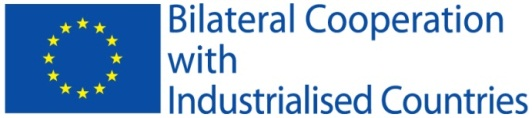 Bilateral Cooperation
with
Industrialised Countries